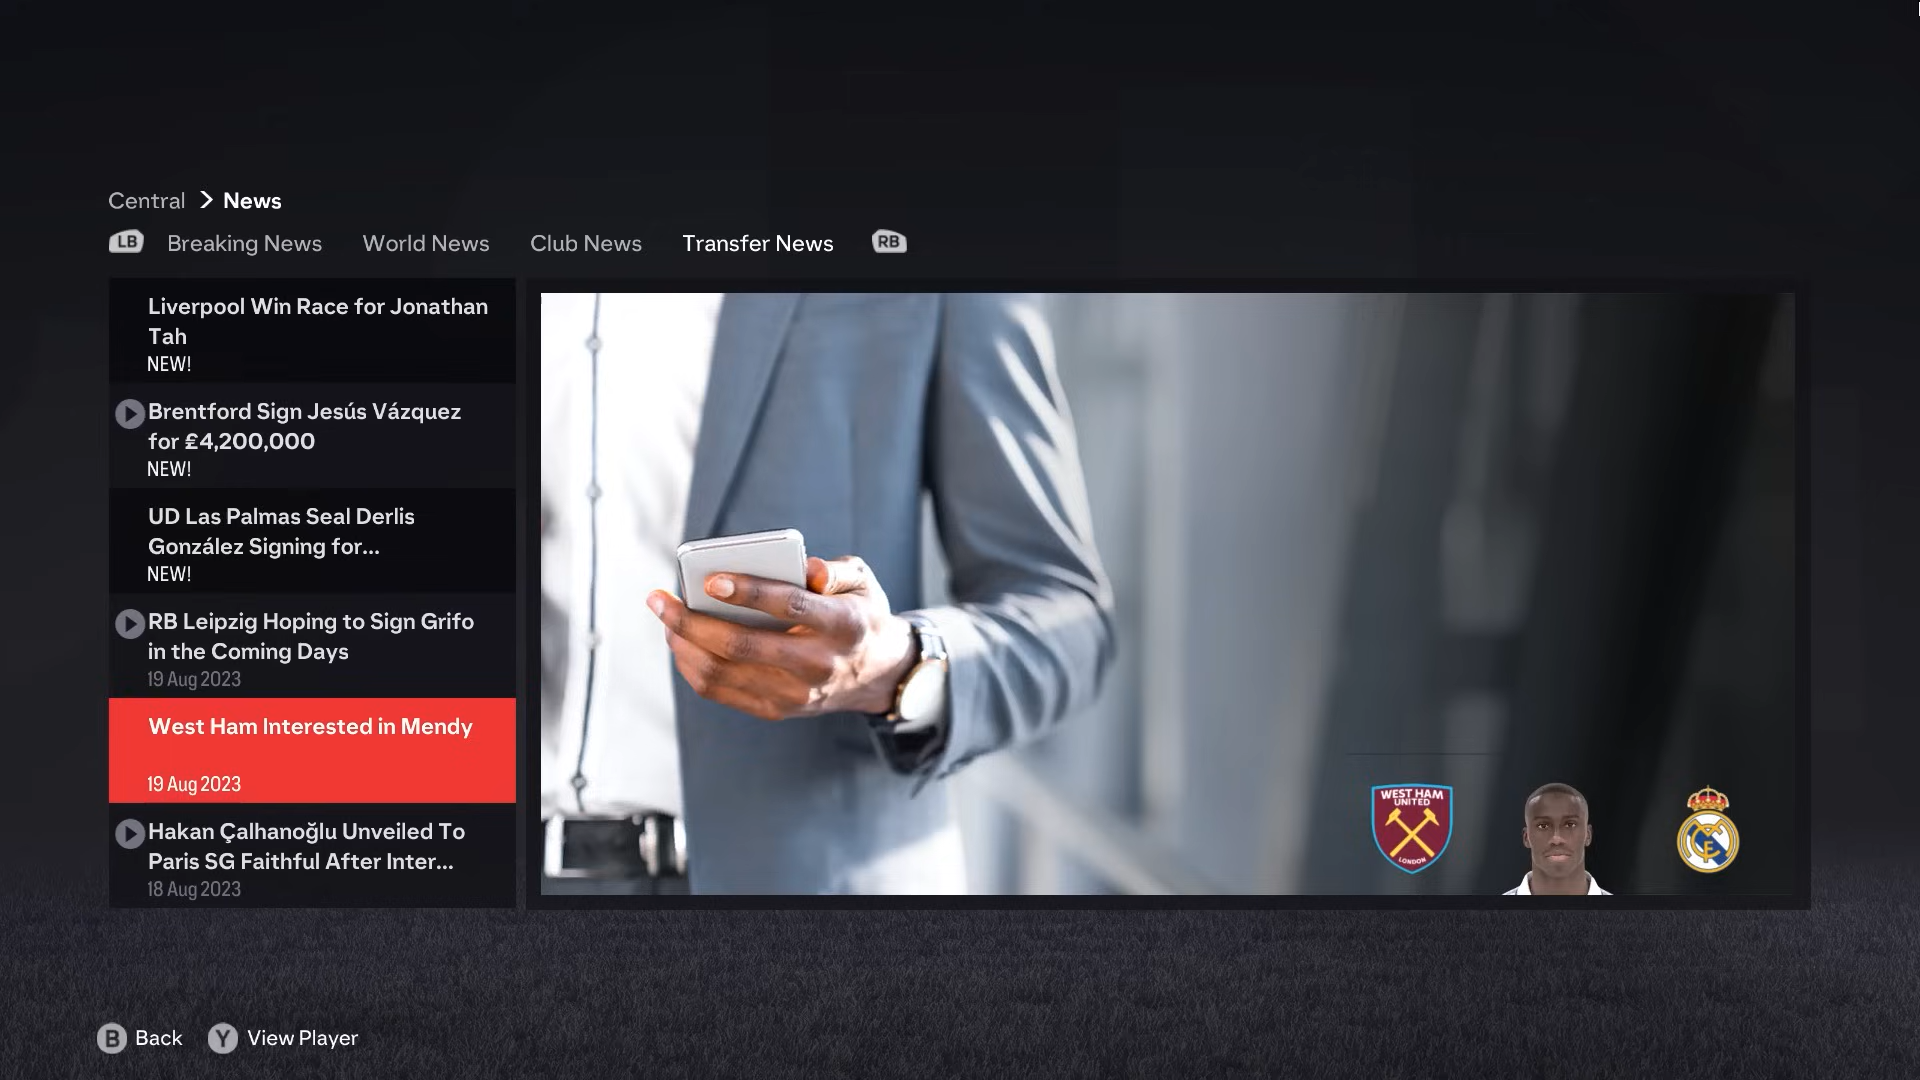 Central > News
LB Breaking News World News Club News Transfer News RB
Liverpool Win Race for Jonathan
Tah
NEW!
Brentford Sign Jesús Vázquez
for £4,200,000
NEW!
UD Las Palmas Seal Derlis
González Signing for...
NEW!
RB Leipzig Hoping to Sign Grifo
in the Coming Days
19 Aug 2023
West Ham Interested in Mendy
19 Aug 2023
Hakan Çalhanoğlu Unveiled To
Paris SG Faithful After Inter...
18 Aug 2023
WEST HAM
UNITED
LONDON
B Back Y View Player